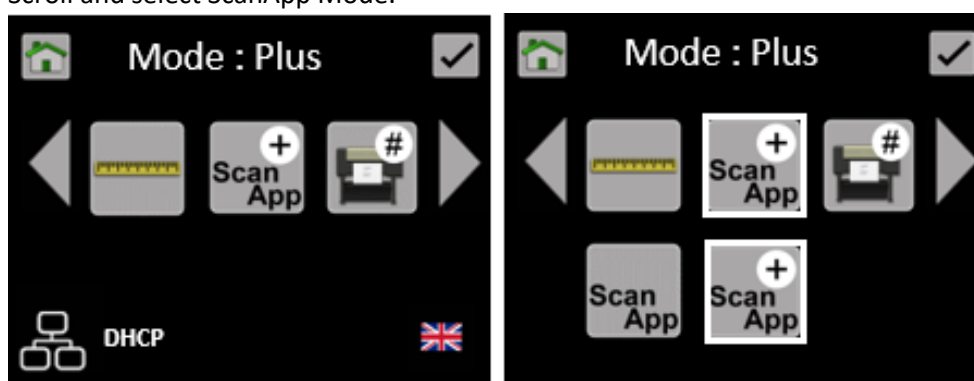 Scroll and select ScanApp Mode.
Mode : Plus
+
Scan
App
#
DHCP
Mode : Plus
+
Scan
App
#
Scan
App
+
Scan
App